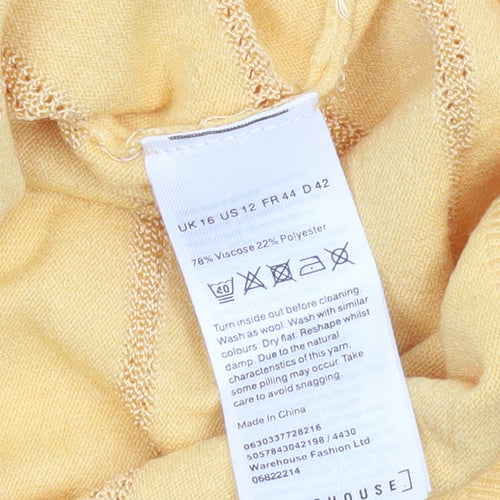 UK 16 US 12 FR 44 D 42
78% Viscose 22% Polyester
40
Turn inside out before cleaning.
Wash as wool. Wash with similar
colours. Dry flat. Reshape whilst
damp. Due to the natural
characteristics of this yarn,
some pilling may occur. Take
care to avoid snagging.
Made In China
0630337728216
5057843042198 / 4430
Warehouse Fashion Ltd
06822214
HOUSE